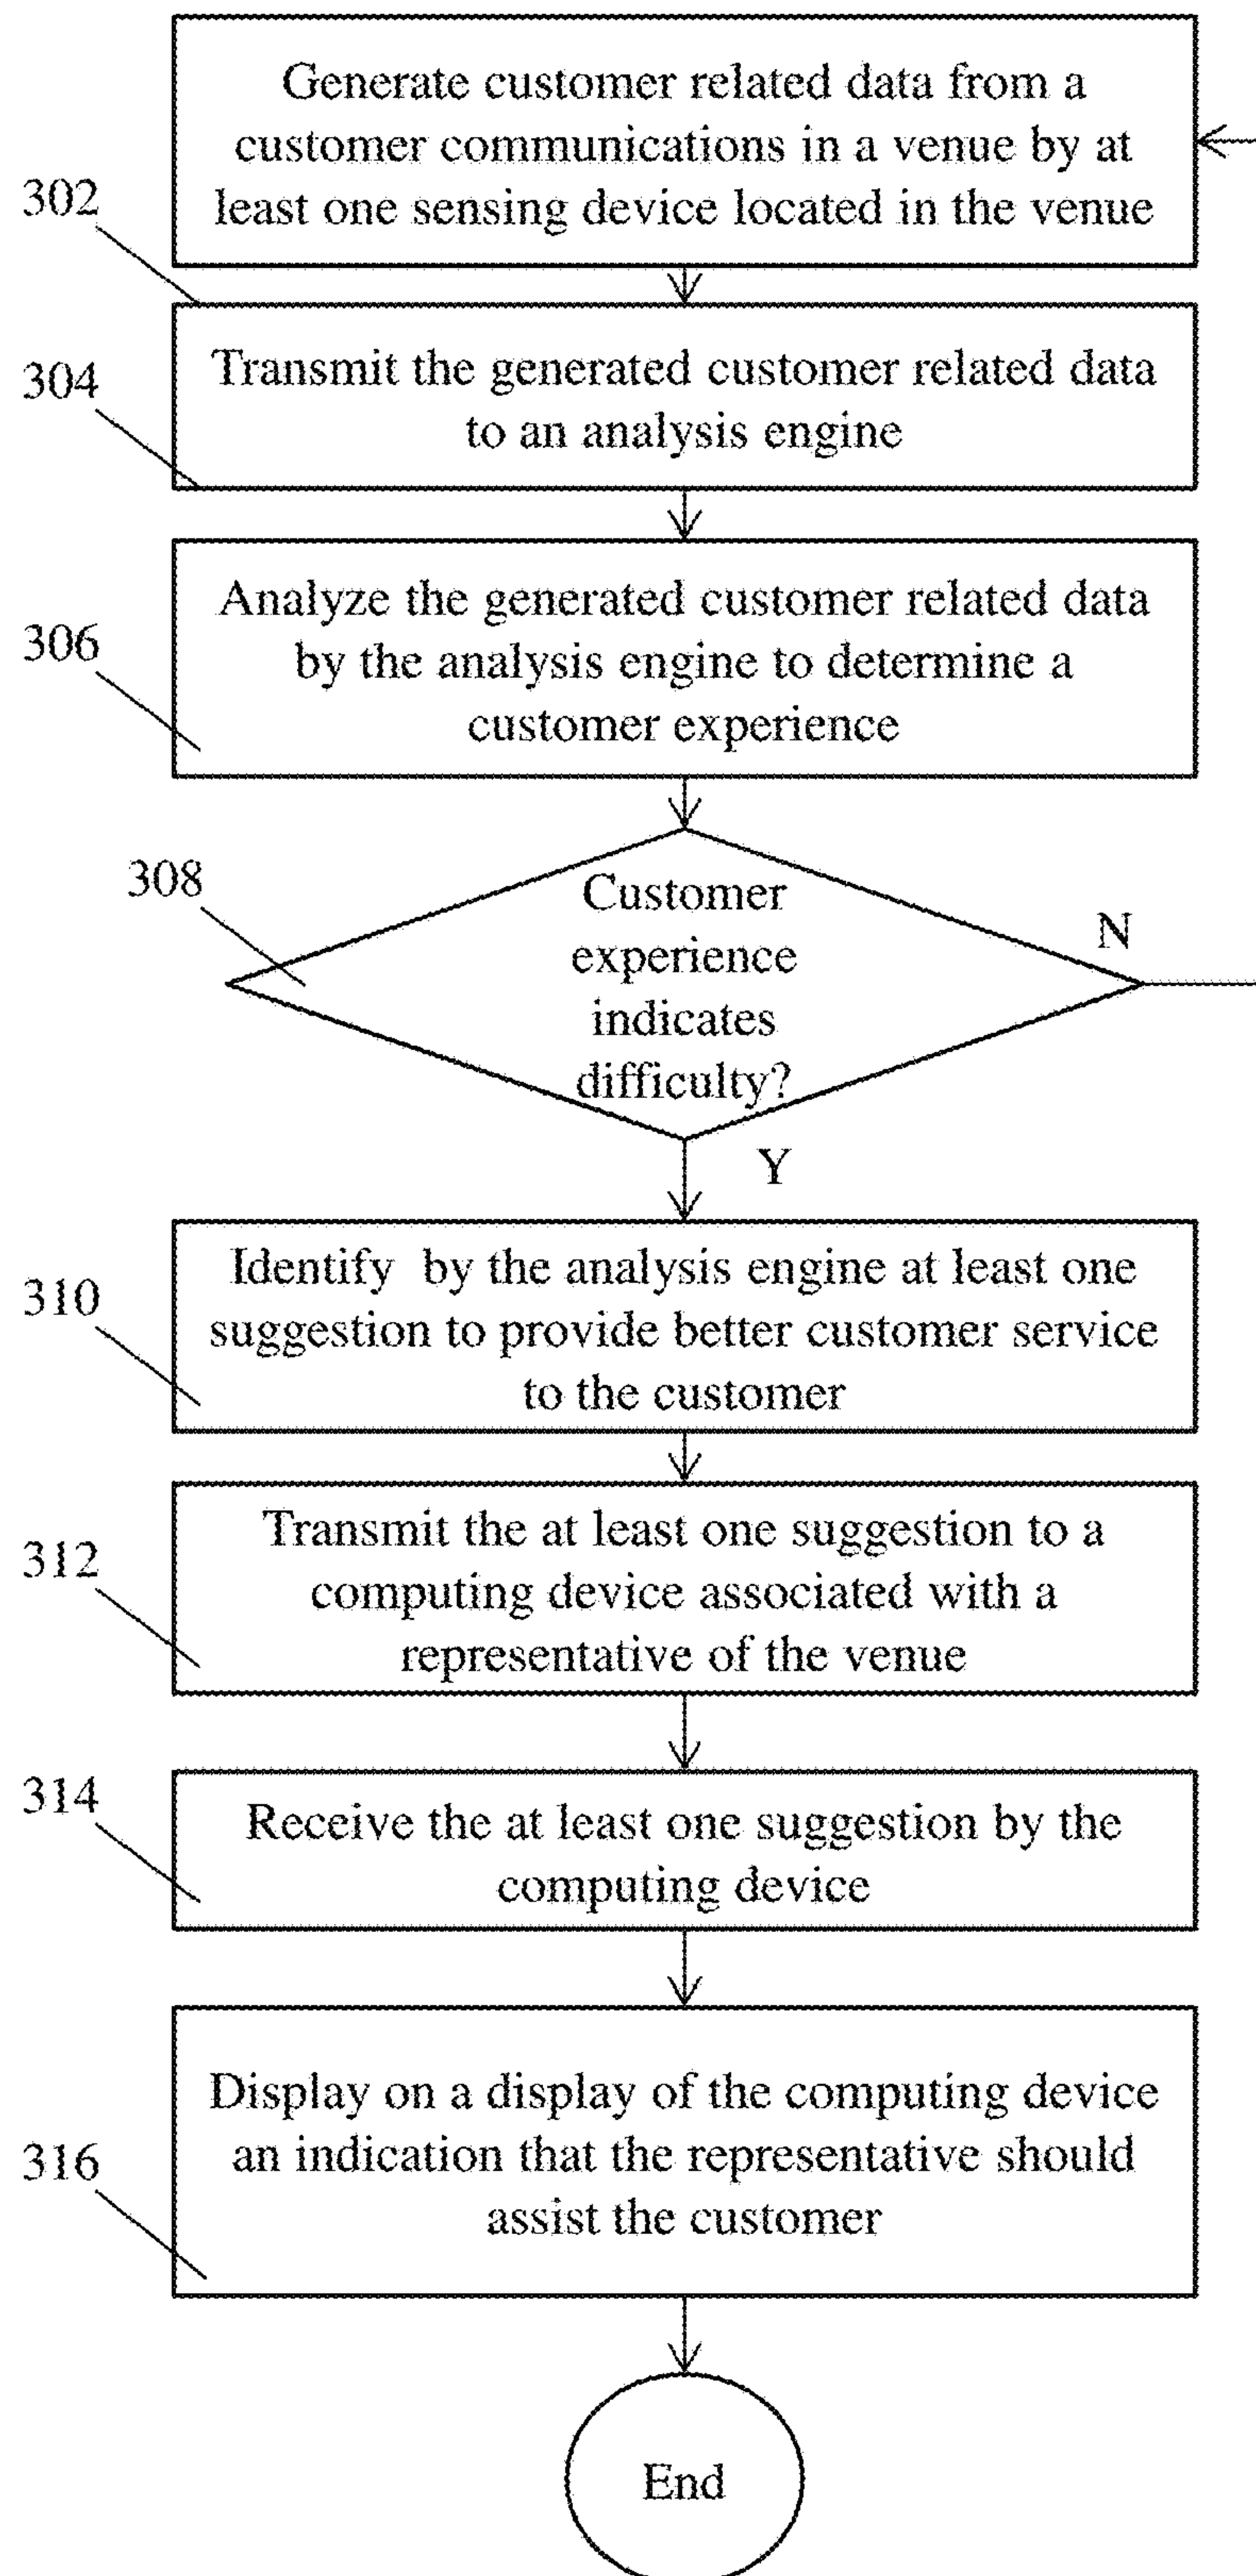 Generate customer related data from a
customer communications in a venue by at
least one sensing device located in the venue
302
Transmit the generated customer related data
to an analysis engine
304
Analyze the generated customer related data
by the analysis engine to determine a
customer experience
306
308
Customer
experience
indicates
difficulty?
N
Y
Identify by the analysis engine at least one
suggestion to provide better customer service
to the customer
310
Transmit the at least one suggestion to a
computing device associated with a
representative of the venue
312
314
Receive the at least one suggestion by the
computing device
Display on a display of the computing device
an indication that the representative should
assist the customer
316
End